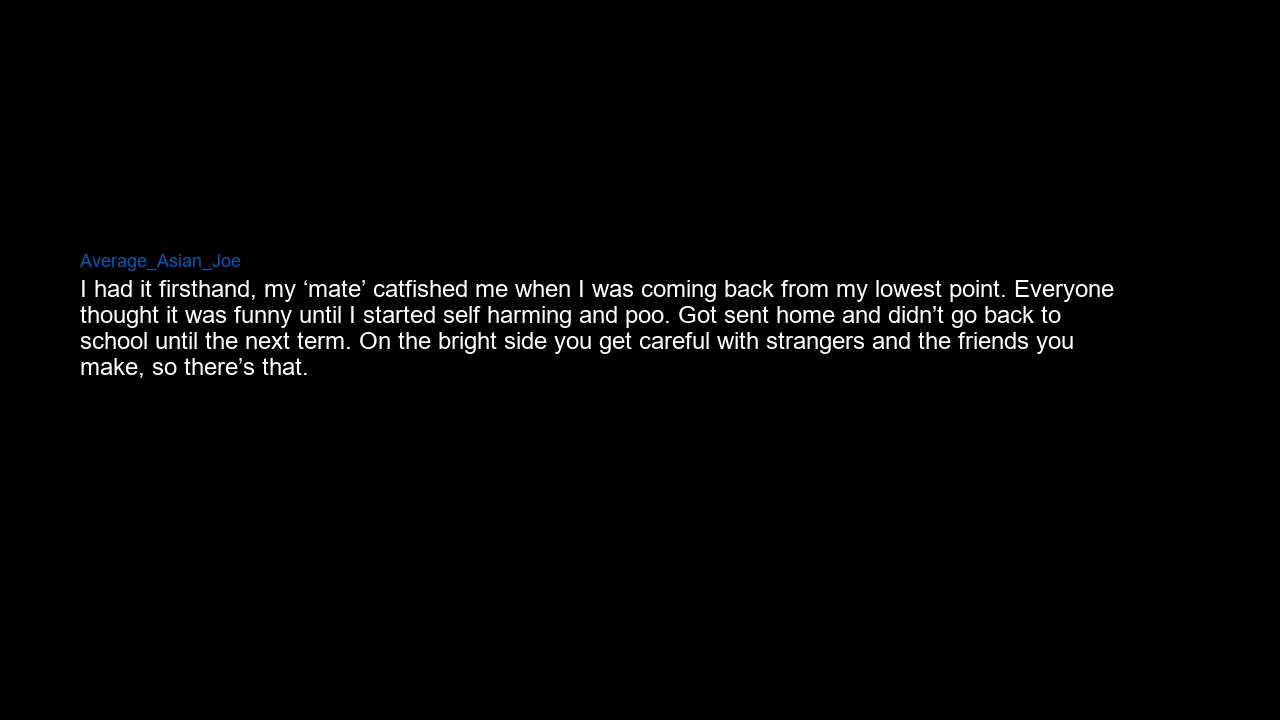 Average_Asian_Joe
I had it firsthand, my ‘mate’ catfished me when I was coming back from my lowest point. Everyone
thought it was funny until I started self harming and poo. Got sent home and didn’t go back to
school until the next term. On the bright side you get careful with strangers and the friends you
make, so there’s that.